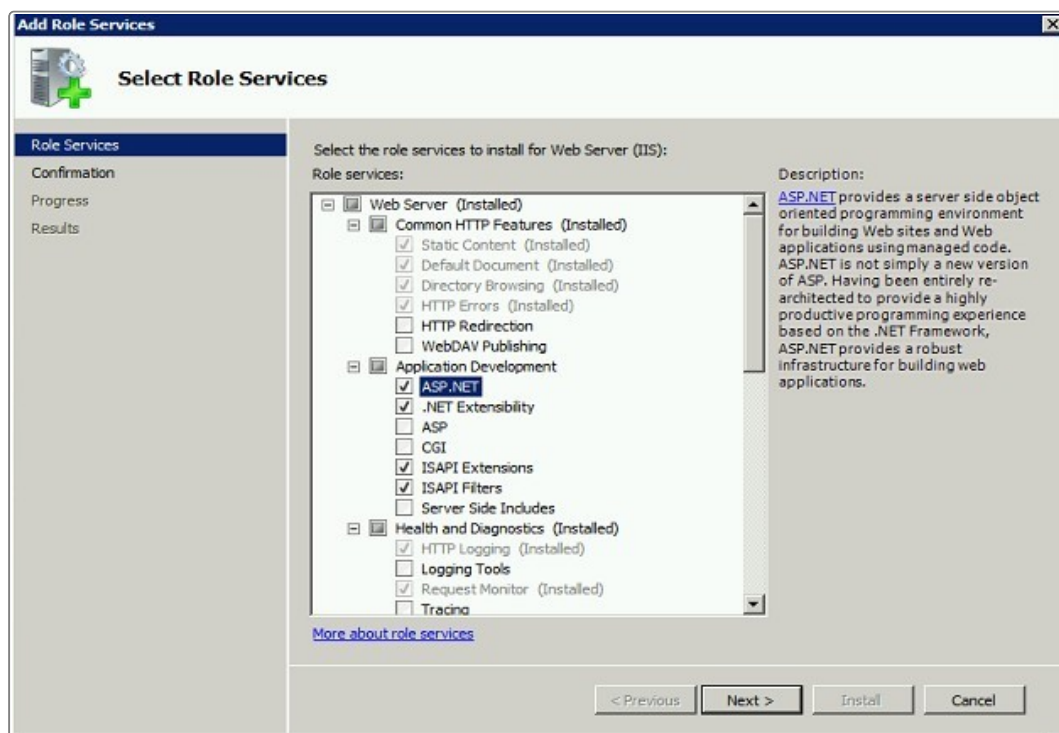 Add Role Services
Select Role Services
Role Services
Confirmation
Progress
Results
Select the role services to install for Web Server (IIS):
Role services:
Web Server (Installed)
Common HTTP Features (Installed)
Static Content (Installed)
Default Document (Installed)
Directory Browsing (Installed)
HTTP Errors (Installed)
HTTP Redirection
WebDAV Publishing
Application Development
ASP.NET
.NET Extensibility
ASP
CGI
ISAPI Extensions
ISAPI Filters
Server Side Includes
Health and Diagnostics (Installed)
HTTP Logging (Installed)
Logging Tools
Request Monitor (Installed)
Tracing
More about role services
Description:
ASP.NET provides a server side object
oriented programming environment
for building Web sites and Web
applications using managed code.
ASP.NET is not simply a new version
of ASP. Having been entirely re-
architected to provide a highly
productive programming experience
based on the .NET Framework,
ASP.NET provides a robust
infrastructure for building web
applications.
< Previous
Next >
Install
Cancel